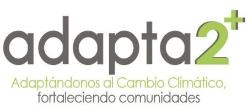 adapta2+
Adaptándonos al Cambio Climático,
fortaleciendo comunidades